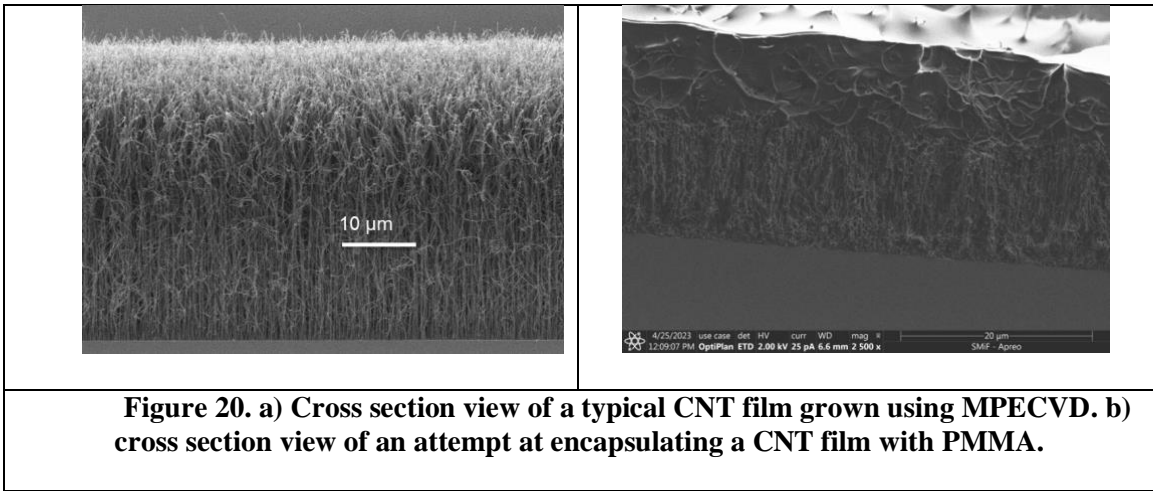 10 µm
4/25/2023 use case det HV curr WD mag ⌅ 20 µm
12:09:07 PM OptiPlan ETD 2.00 kV 25 pA 6.6 mm 2 500 x SMiF - Apreo
Figure 20. a) Cross section view of a typical CNT film grown using MPECVD. b)
cross section view of an attempt at encapsulating a CNT film with PMMA.